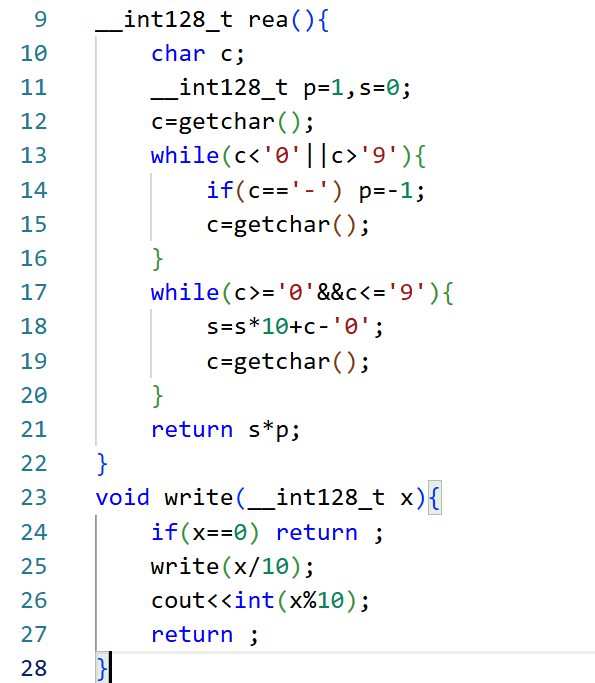 9 __int128_t rea(){
10 char c;
11 __int128_t p=1,s=0;
12 c=getchar();
13 while(c<'0'||c>'9'){
14 if(c=='-') p=-1;
15 c=getchar();
16 }
17 while(c>='0'&&c<='9'){
18 s=s*10+c-'0';
19 c=getchar();
20 }
21 return s*p;
22 }
23 void write(__int128_t x){
24 if(x==0) return ;
25 write(x/10);
26 cout<<int(x%10);
27 return ;
28 }